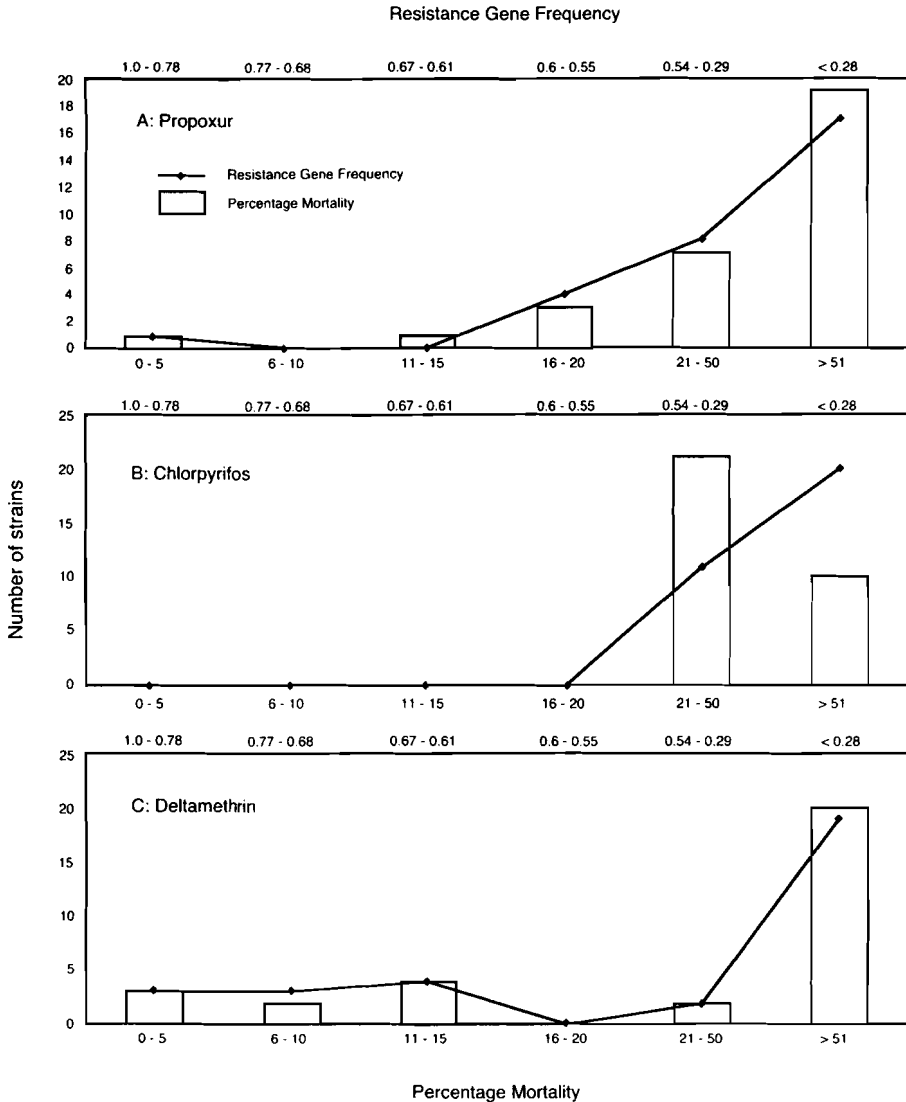 Resistance Gene Frequency
1.0 - 0.78 0.77 - 0.68 0.67 - 0.61 0.6 - 0.55 0.54 - 0.29 < 0.28
20
18
16
14
12
10
8
6
4
2
0
A: Propoxur
Resistance Gene Frequency
Percentage Mortality
0 - 5 6 - 10 11 - 15 16 - 20 21 - 50 > 51
1.0 - 0.78 0.77 - 0.68 0.67 - 0.61 0.6 - 0.55 0.54 - 0.29 < 0.28
25
20
15
10
5
0
B: Chlorpyrifos
Number of strains
0 - 5 6 - 10 11 - 15 16 - 20 21 - 50 > 51
1.0 - 0.78 0.77 - 0.68 0.67 - 0.61 0.6 - 0.55 0.54 - 0.29 < 0.28
25
20
15
10
5
0
C: Deltamethrin
0 - 5 6 - 10 11 - 15 16 - 20 21 - 50 > 51
Percentage Mortality